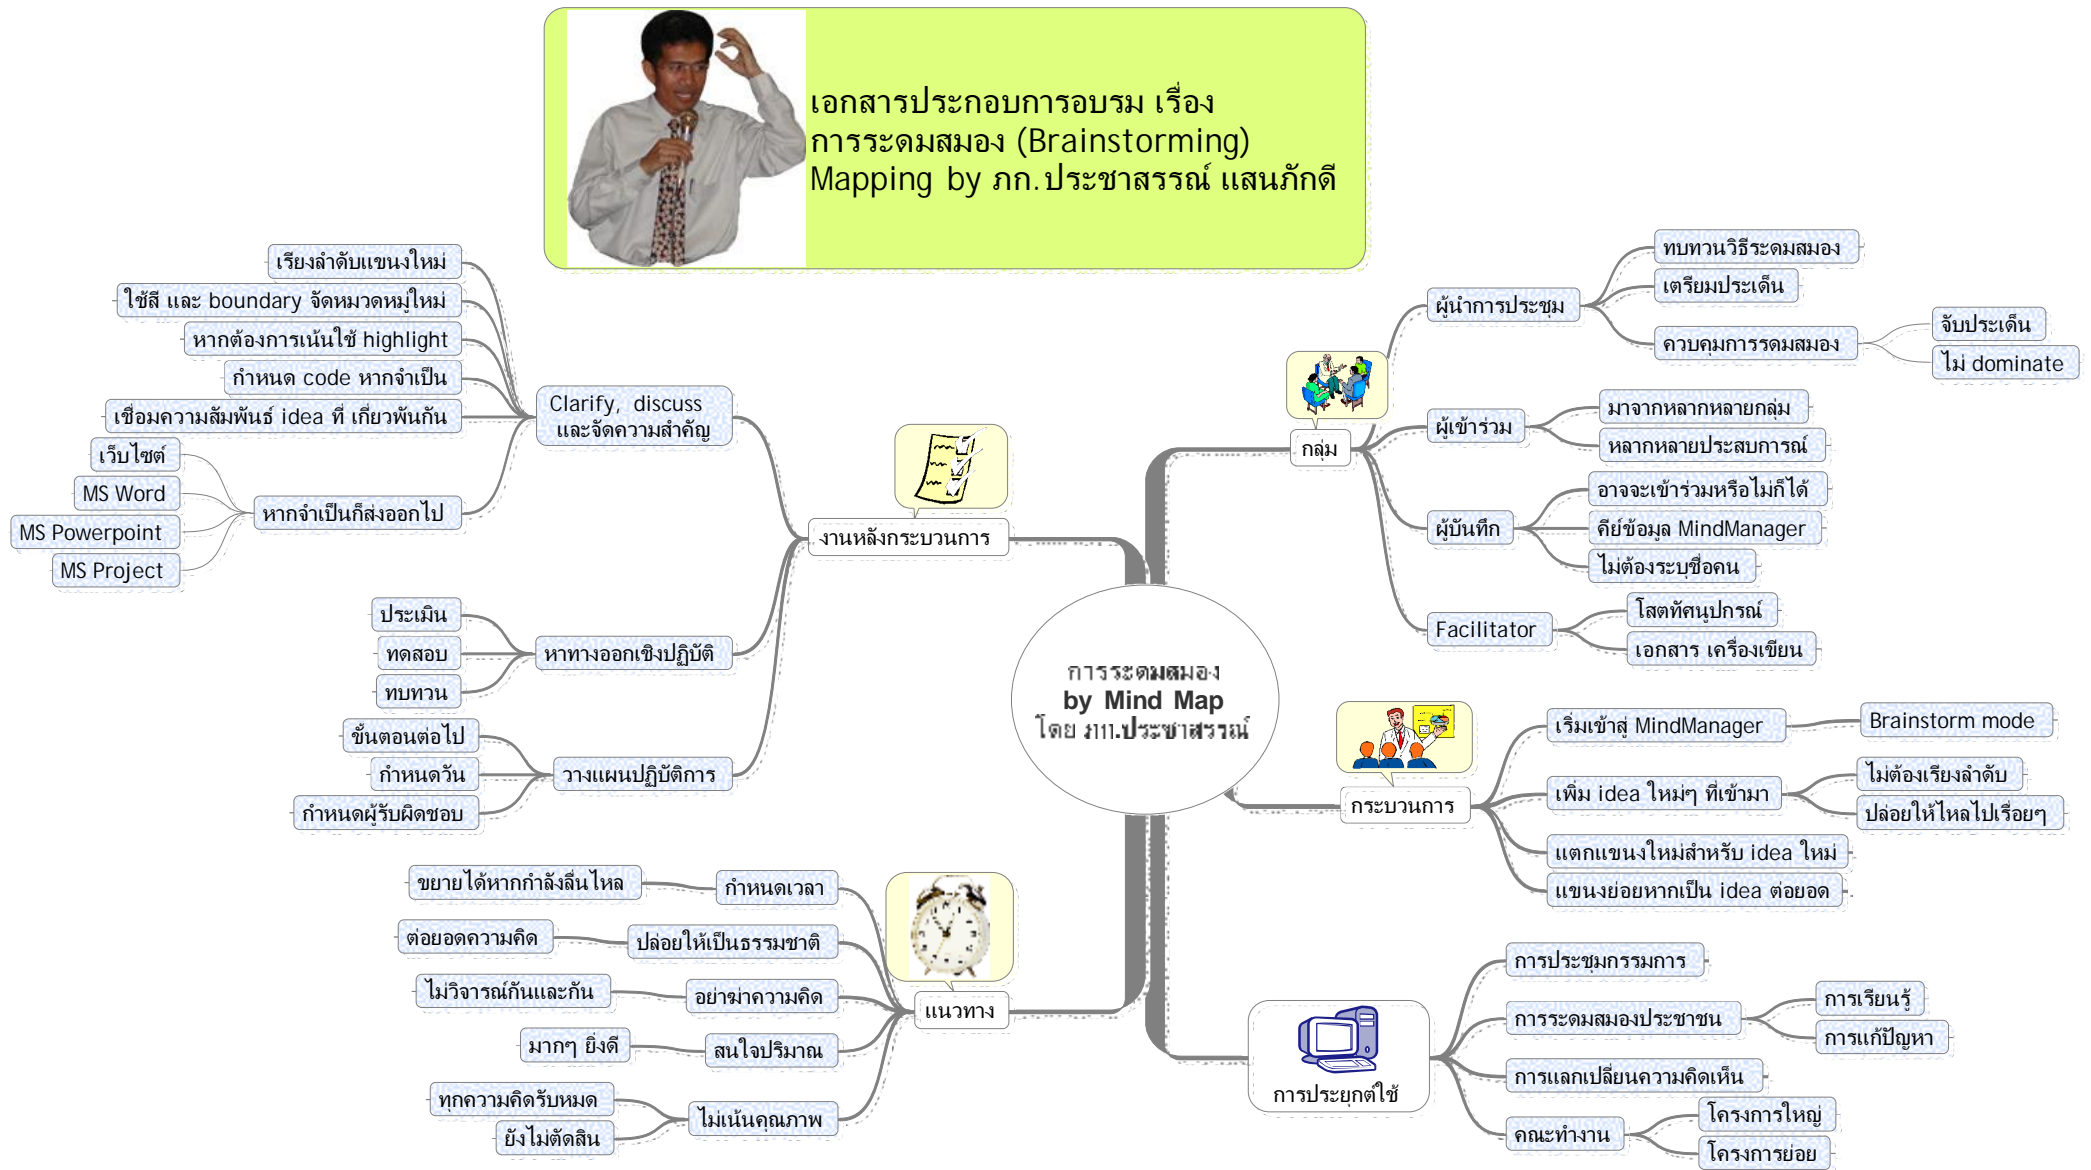 เอกสารประกอบการอบรม เรื่อง
การระดมสมอง (Brainstorming)
Mapping by ภก.ประชาสรรณ์ แสนภักดี
การระดมสมอง
by Mind Map
โดย ภก.ประชาสรรณ์
กลุ่ม
ผู้นำการประชุม
ทบทวนวิธีระดมสมอง
เตรียมประเด็น
ควบคุมการรดมสมอง
จับประเด็น
ไม่ dominate
ผู้เข้าร่วม
มาจากหลากหลายกลุ่ม
หลากหลายประสบการณ์
ผู้บันทึก
อาจจะเข้าร่วมหรือไม่ก็ได้
คีย์ข้อมูล MindManager
ไม่ต้องระบุชื่อคน
Facilitator
โสตทัศนูปกรณ์
เอกสาร เครื่องเขียน
กระบวนการ
เริ่มเข้าสู่ MindManager
Brainstorm mode
เพิ่ม idea ใหม่ๆ ที่เข้ามา
ไม่ต้องเรียงลำดับ
ปล่อยให้ไหลไปเรื่อยๆ
แตกแขนงใหม่สำหรับ idea ใหม่
แขนงย่อยหากเป็น idea ต่อยอด
การประยุกต์ใช้
การประชุมกรรมการ
การระดมสมองประชาชน
การเรียนรู้
การแก้ปัญหา
การแลกเปลี่ยนความคิดเห็น
คณะทำงาน
โครงการใหญ่
โครงการย่อย
งานหลังกระบวนการ
Clarify, discuss
และจัดความสำคัญ
เรียงลำดับแขนงใหม่
ใช้สี และ boundary จัดหมวดหมู่ใหม่
หากต้องการเน้นใช้ highlight
กำหนด code หากจำเป็น
เชื่อมความสัมพันธ์ idea ที่ เกี่ยวพันกัน
หากจำเป็นก็ส่งออกไป
เว็บไซต์
MS Word
MS Powerpoint
MS Project
หาทางออกเชิงปฏิบัติ
ประเมิน
ทดสอบ
ทบทวน
วางแผนปฏิบัติการ
ขั้นตอนต่อไป
กำหนดวัน
กำหนดผู้รับผิดชอบ
แนวทาง
กำหนดเวลา
ขยายได้หากกำลังลื่นไหล
ปล่อยให้เป็นธรรมชาติ
ต่อยอดความคิด
อย่าฆ่าความคิด
ไม่วิจารณ์กันและกัน
สนใจปริมาณ
มากๆ ยิ่งดี
ไม่เน้นคุณภาพ
ทุกความคิดรับหมด
ยังไม่ตัดสิน